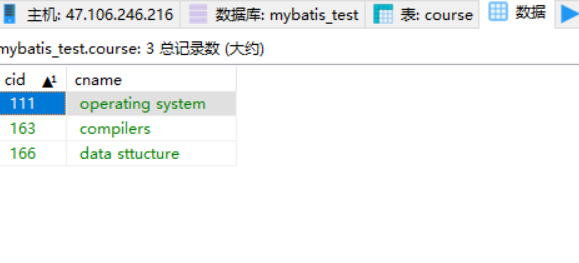 主机: 47.106.246.216 数据库: mybatis_test 表: course 数据
mybatis_test.course: 3 总记录数 (大约)
cid 1 cname
111 operating system
163 compilers
166 data sttucture